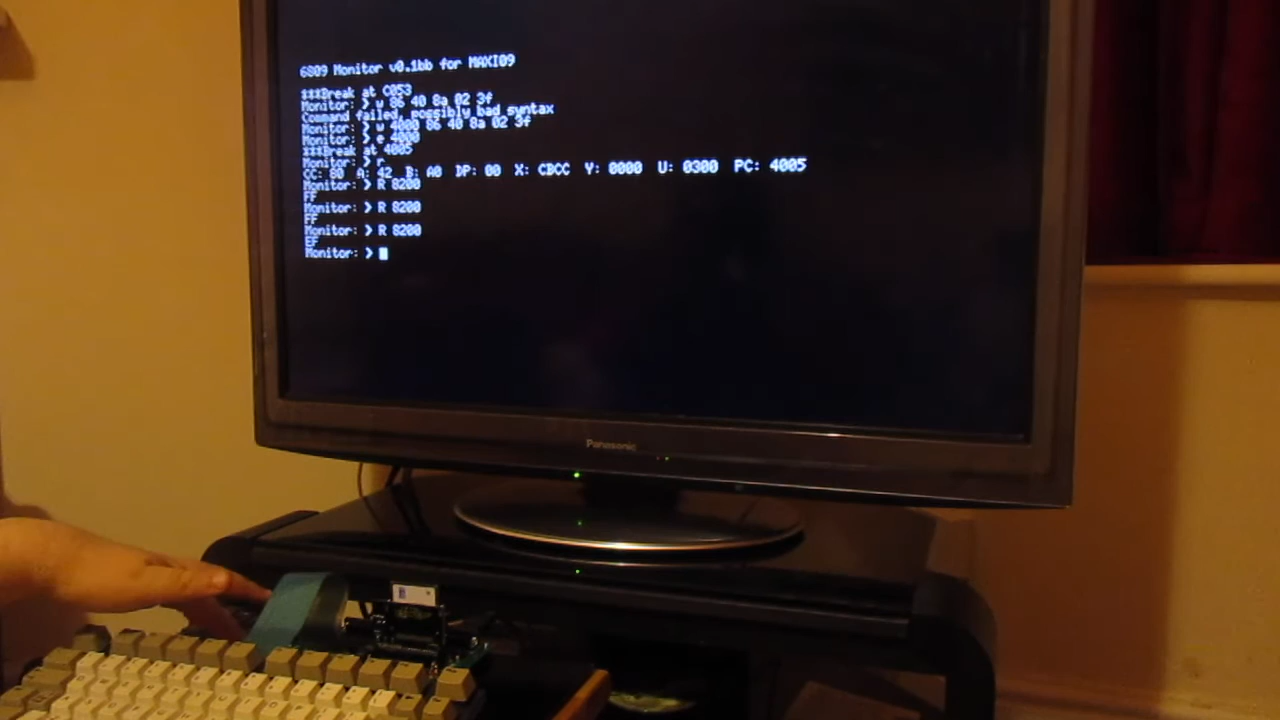 6809 Monitor v0.1bb for MAXI09
***Break at C053
Monitor: > w 86 40 8a 02 3f
Command failed, possibly bad syntax
Monitor: > w 4000 86 40 8a 02 3f
Monitor: > e 4000
***Break at 4005
Monitor: > r
CC: 80 A: 42 B: A0 DP: 00 X: CBCC Y: 0000 U: 0300 PC: 4005
Monitor: > R 8200
FF
Monitor: > R 8200
FF
Monitor: > R 8200
EF
Monitor: >
Panasonic